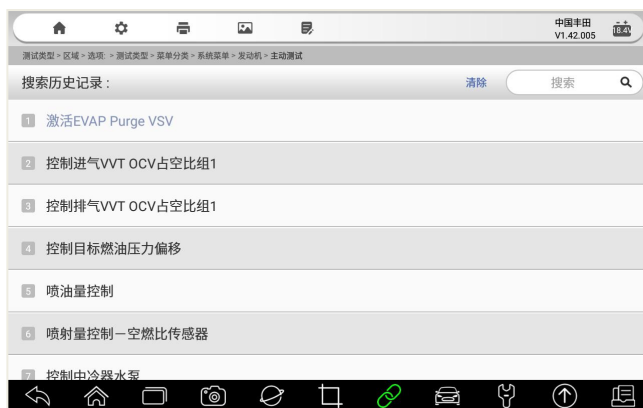 中国丰田
V1.42.005
18.4V
测试类型 > 区域 > 选项: > 测试类型 > 菜单分类 > 系统菜单 > 发动机 > 主动测试
搜索历史记录 : 清除 搜索
1 激活EVAP Purge VSV
2 控制进气VVT OCV占空比组1
3 控制排气VVT OCV占空比组1
4 控制目标燃油压力偏移
5 喷油量控制
6 喷射量控制－空燃比传感器
7 控制中冷器水泵